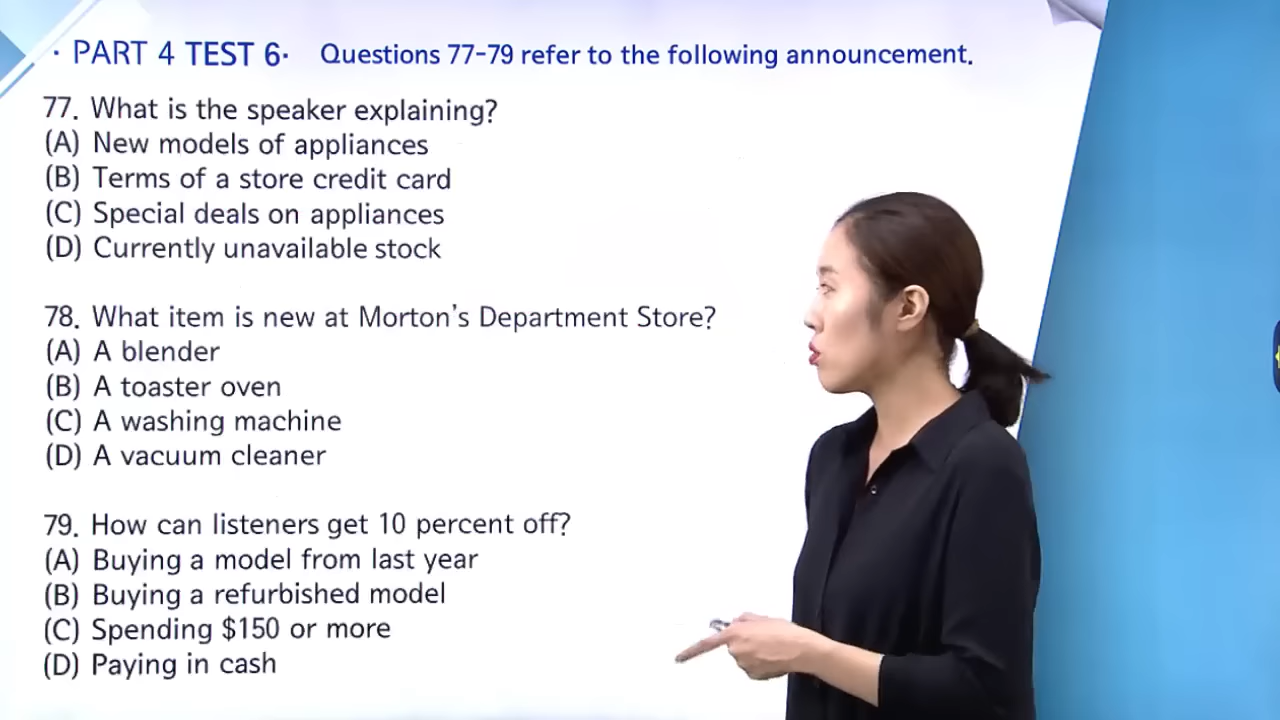 · PART 4 TEST 6· Questions 77-79 refer to the following announcement.
77. What is the speaker explaining?
(A) New models of appliances
(B) Terms of a store credit card
(C) Special deals on appliances
(D) Currently unavailable stock
78. What item is new at Morton's Department Store?
(A) A blender
(B) A toaster oven
(C) A washing machine
(D) A vacuum cleaner
79. How can listeners get 10 percent off?
(A) Buying a model from last year
(B) Buying a refurbished model
(C) Spending $150 or more
(D) Paying in cash